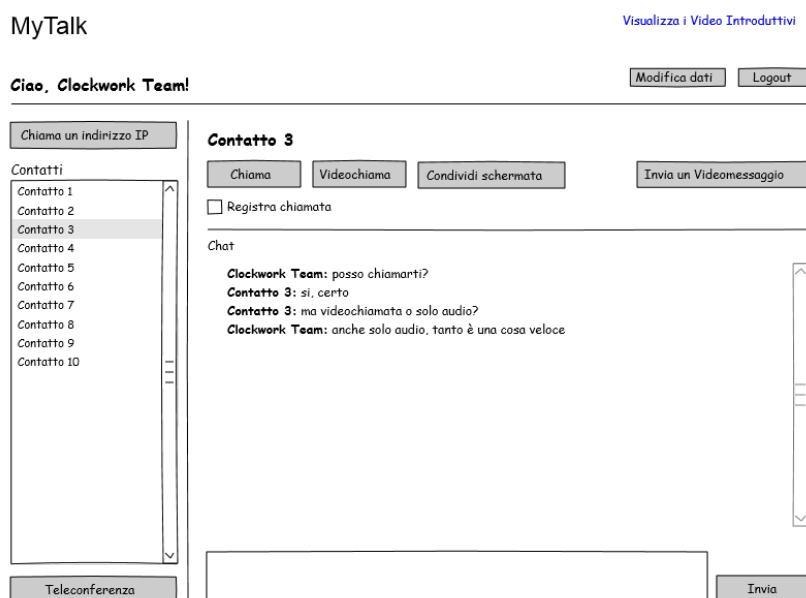 MyTalk
Visualizza i Video Introduttivi
Ciao, Clockwork Team!
Modifica dati
Logout
Chiama un indirizzo IP
Contatti
Contatto 1
Contatto 2
Contatto 3
Contatto 4
Contatto 5
Contatto 6
Contatto 7
Contatto 8
Contatto 9
Contatto 10
Teleconferenza
Contatto 3
Chiama
Videochiama
Condividi schermata
Invia un Videomessaggio
Registra chiamata
Chat
Clockwork Team: posso chiamarti?
Contatto 3: si, certo
Contatto 3: ma videochiamata o solo audio?
Clockwork Team: anche solo audio, tanto è una cosa veloce
Invia